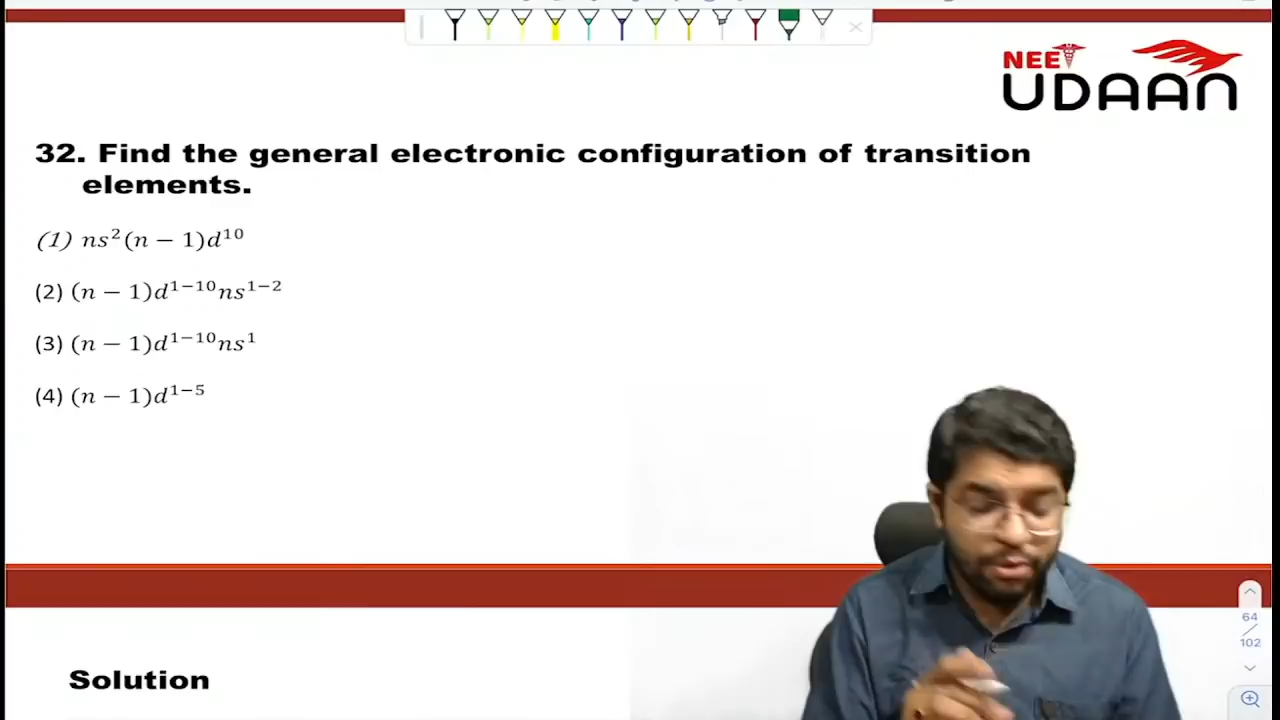 NEET
UDAAN
32. Find the general electronic configuration of transition
elements.
(1) ns²(n − 1)d¹⁰
(2) (n − 1)d¹⁻¹⁰ns¹⁻²
(3) (n − 1)d¹⁻¹⁰ns¹
(4) (n − 1)d¹⁻⁵
64
/
102
Solution